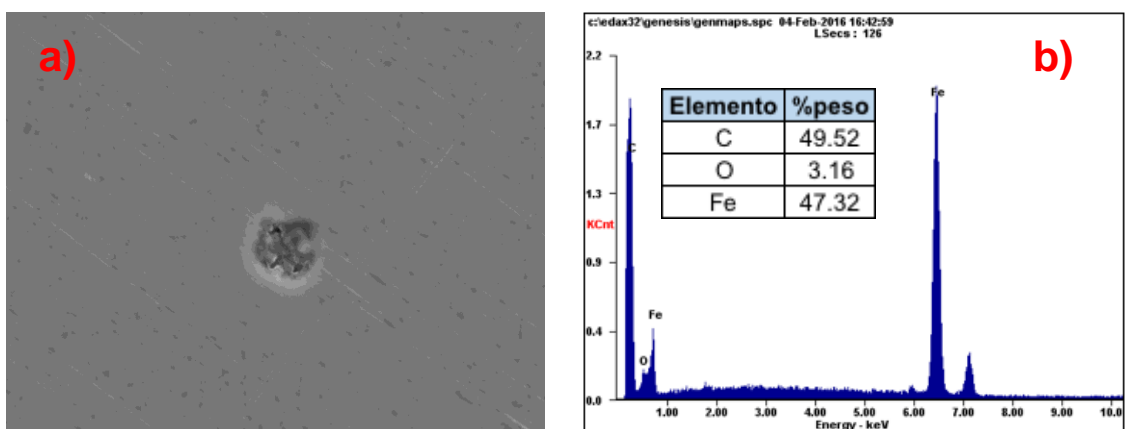 a)
c:\edax32\genesis\genmaps.spc 04-Feb-2016 16:42:59
LSecs : 126
b)
2.2
1.7
1.3
KCnt
0.9
0.4
0.0
Elemento %peso
C 49.52
O 3.16
Fe 47.32
C
O
Fe
Fe
1.00 2.00 3.00 4.00 5.00 6.00 7.00 8.00 9.00 10.0
Energy - keV